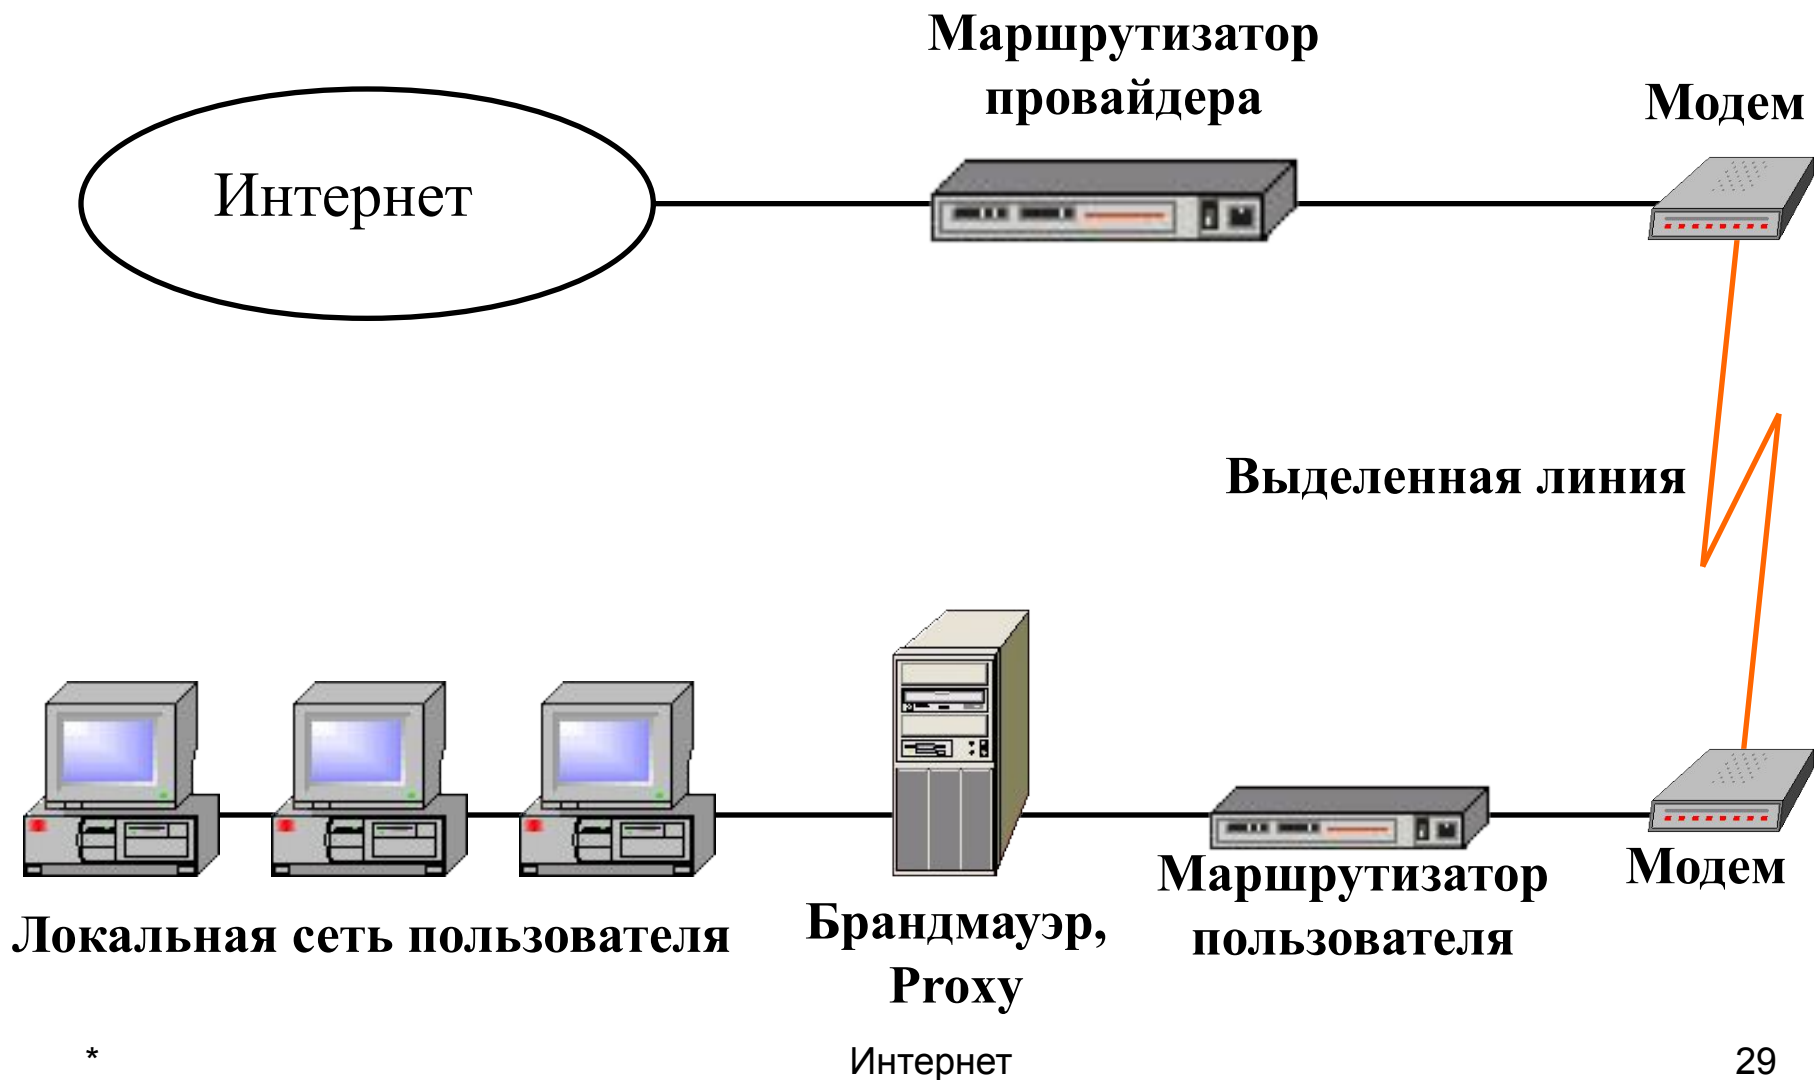 Маршрутизатор
провайдера
Модем
Интернет
Выделенная линия
Локальная сеть пользователя
Брандмауэр,
Proxy
Маршрутизатор
пользователя
Модем
*
Интернет
29